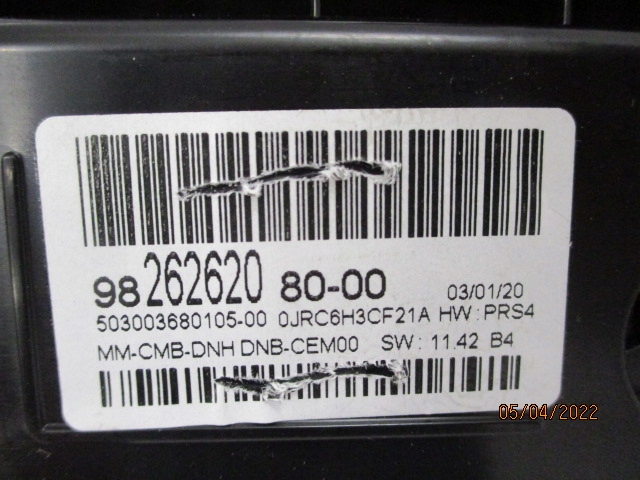 98 262620 80-00 03/01/20
503003680105-00 0JRC6H3CF21A HW : PRS4
MM-CMB-DNH DNB-CEM00 SW : 11.42 B4
05/04/2022